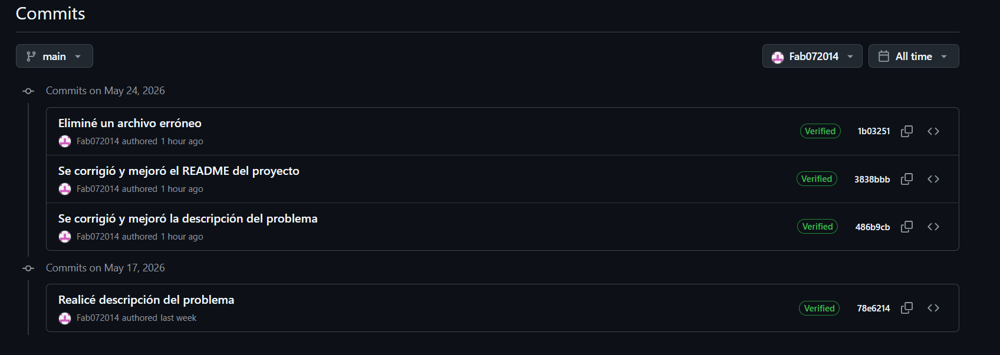 Commits
main
Fab072014
All time
Commits on May 24, 2026
Eliminé un archivo erróneo
Fab072014 authored 1 hour ago
Verified
1b03251
Se corrigió y mejoró el README del proyecto
Fab072014 authored 1 hour ago
Verified
3838bbb
Se corrigió y mejoró la descripción del problema
Fab072014 authored 1 hour ago
Verified
486b9cb
Commits on May 17, 2026
Realicé descripción del problema
Fab072014 authored last week
Verified
78e6214